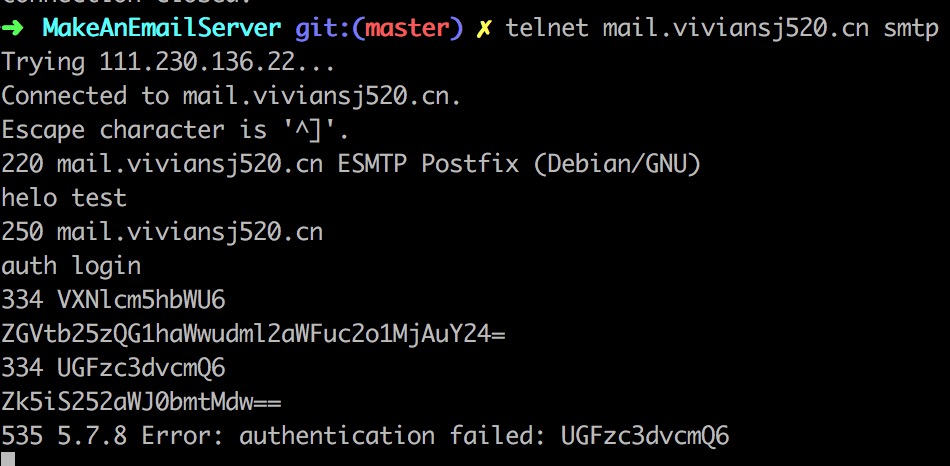 connection closed.
➜ MakeAnEmailServer git:(master) ✗ telnet mail.viviansj520.cn smtp
Trying 111.230.136.22...
Connected to mail.viviansj520.cn.
Escape character is '^]'.
220 mail.viviansj520.cn ESMTP Postfix (Debian/GNU)
helo test
250 mail.viviansj520.cn
auth login
334 VXNlcm5hbWU6
ZGVtb25zQG1haWwudml2aWFuc2o1MjAuY24=
334 UGFzc3dvcmQ6
Zk5iS252aWJ0bmtMdw==
535 5.7.8 Error: authentication failed: UGFzc3dvcmQ6